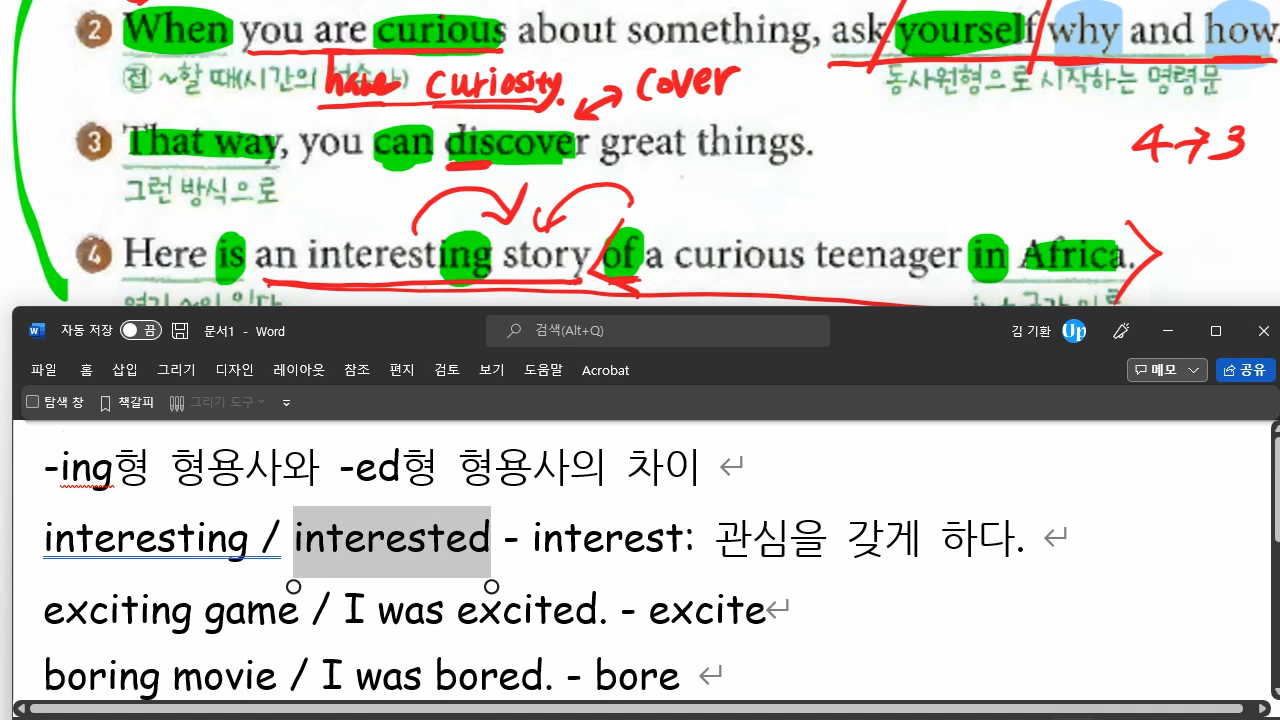 2 When you are curious about something, ask yourself why and how.
접 ~할 때(시간의 접속사)
동사원형으로 시작하는 명령문
have curiosity. cover
3 That way, you can discover great things.
그런 방식으로
4→3
4 Here is an interesting story of a curious teenager in Africa.
자동 저장 끔 문서1 - Word 검색(Alt+Q) 김 기환 Up
파일 홈 삽입 그리기 디자인 레이아웃 참조 편지 검토 보기 도움말 Acrobat 메모 공유
탐색 창 책갈피 그리기 도구
-ing형 형용사와 -ed형 형용사의 차이
interesting / interested - interest: 관심을 갖게 하다.
exciting game / I was excited. - excite
boring movie / I was bored. - bore